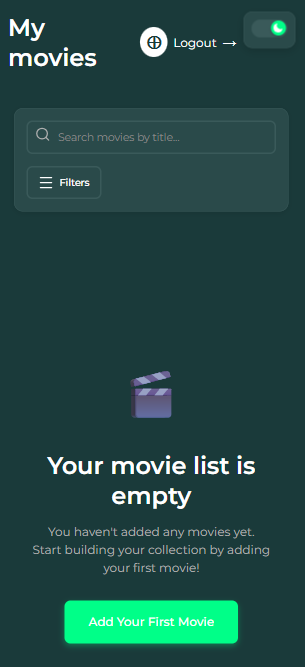 My
movies
Logout →
Search movies by title...
Filters
Your movie list is
empty
You haven't added any movies yet.
Start building your collection by adding
your first movie!
Add Your First Movie